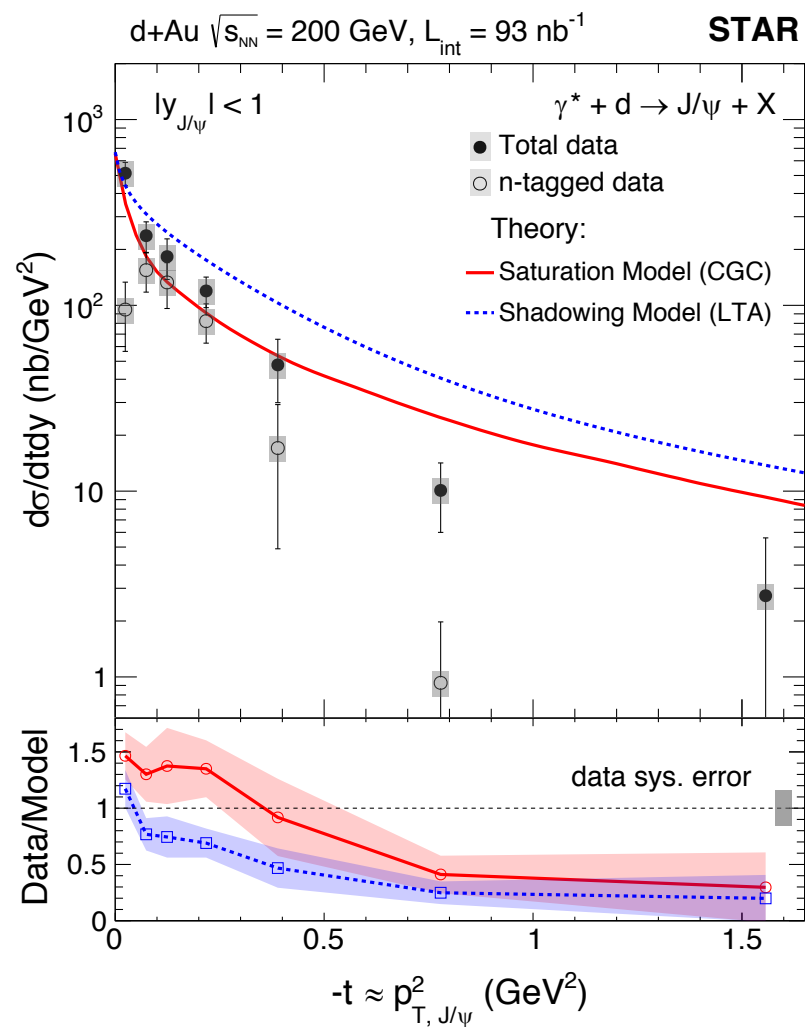 d+Au √s_NN = 200 GeV, L_int = 93 nb⁻¹ STAR
|y_J/ψ| < 1 γ* + d → J/ψ + X
Total data
n-tagged data
Theory:
Saturation Model (CGC)
Shadowing Model (LTA)
dσ/dtdy (nb/GeV²)
10³
10²
10
1
data sys. error
Data/Model
1.5
1
0.5
0
0 0.5 1 1.5
-t ≈ p²_T, J/ψ (GeV²)